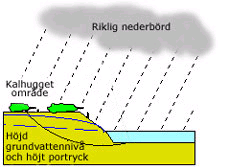 Riklig nederbörd
Kalhugget
område
Höjd
grundvattennivå
och höjt portryck